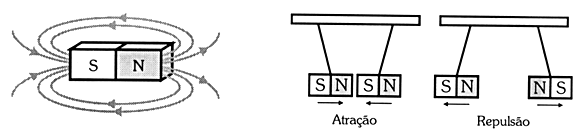 S N
S N S N
S N N S
Atração
Repulsão